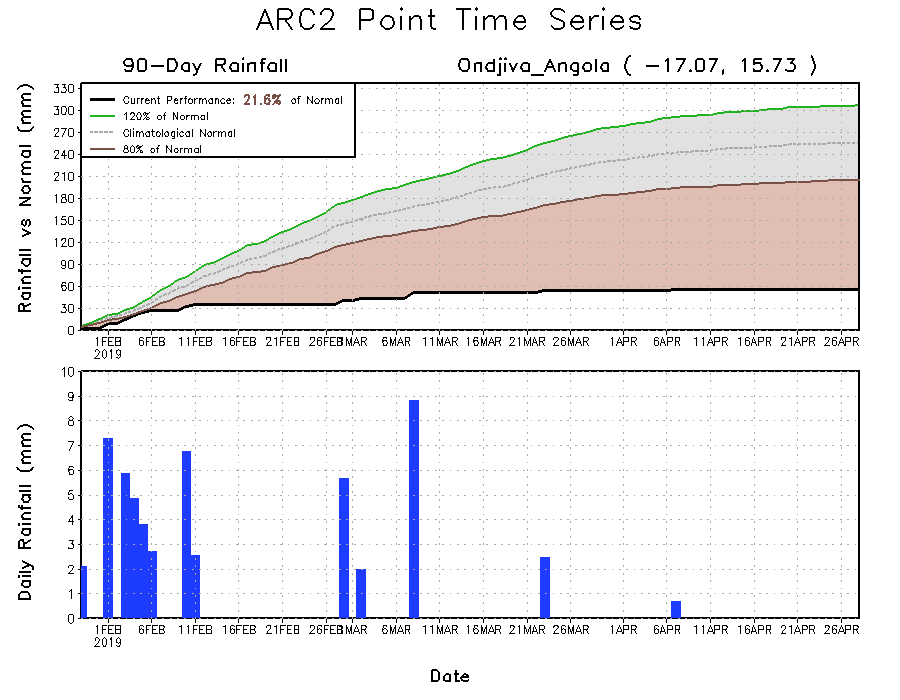 ARC2 Point Time Series
90-Day Rainfall
Ondjiva_Angola ( -17.07, 15.73 )
Rainfall vs Normal (mm)
330
300
270
240
210
180
150
120
90
60
30
0
Current Performance: 21.6% of Normal
120% of Normal
Climatological Normal
80% of Normal
1FEB 6FEB 11FEB 16FEB 21FEB 26FEB 1MAR 6MAR 11MAR 16MAR 21MAR 26MAR 1APR 6APR 11APR 16APR 21APR 26APR
2019
Daily Rainfall (mm)
10
9
8
7
6
5
4
3
2
1
0
1FEB 6FEB 11FEB 16FEB 21FEB 26FEB 1MAR 6MAR 11MAR 16MAR 21MAR 26MAR 1APR 6APR 11APR 16APR 21APR 26APR
2019
Date